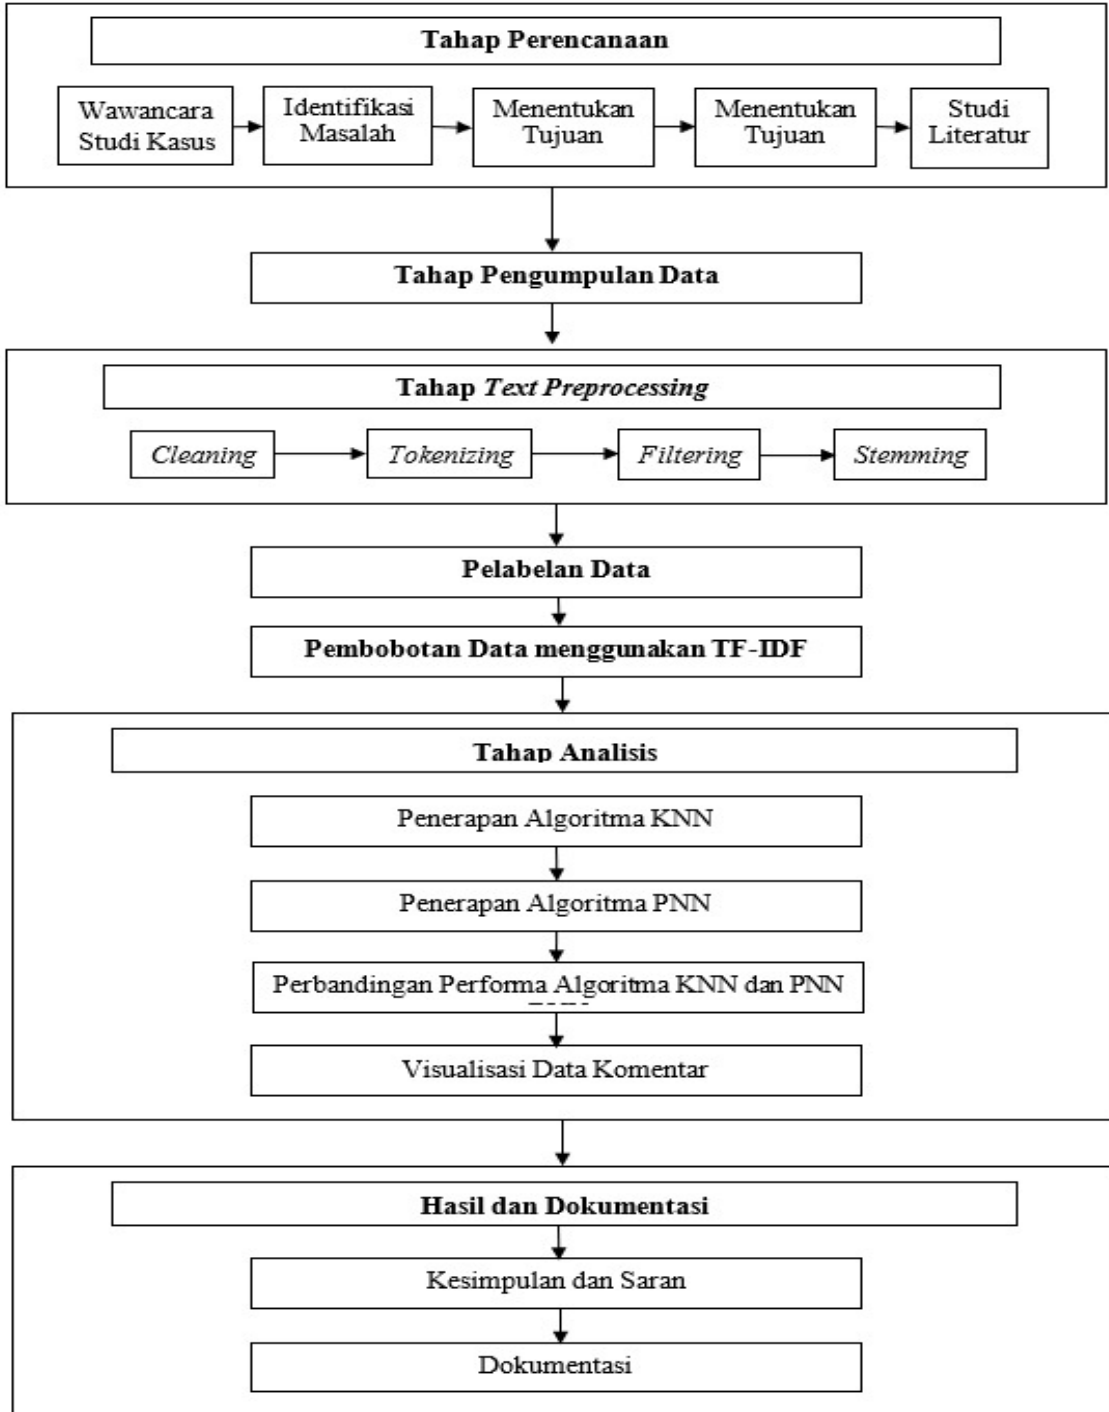 Tahap Perencanaan
Wawancara
Studi Kasus
Identifikasi
Masalah
Menentukan
Tujuan
Menentukan
Tujuan
Studi
Literatur
Tahap Pengumpulan Data
Tahap Text Preprocessing
Cleaning
Tokenizing
Filtering
Stemming
Pelabelan Data
Pembobotan Data menggunakan TF-IDF
Tahap Analisis
Penerapan Algoritma KNN
Penerapan Algoritma PNN
Perbandingan Performa Algoritma KNN dan PNN
Visualisasi Data Komentar
Hasil dan Dokumentasi
Kesimpulan dan Saran
Dokumentasi